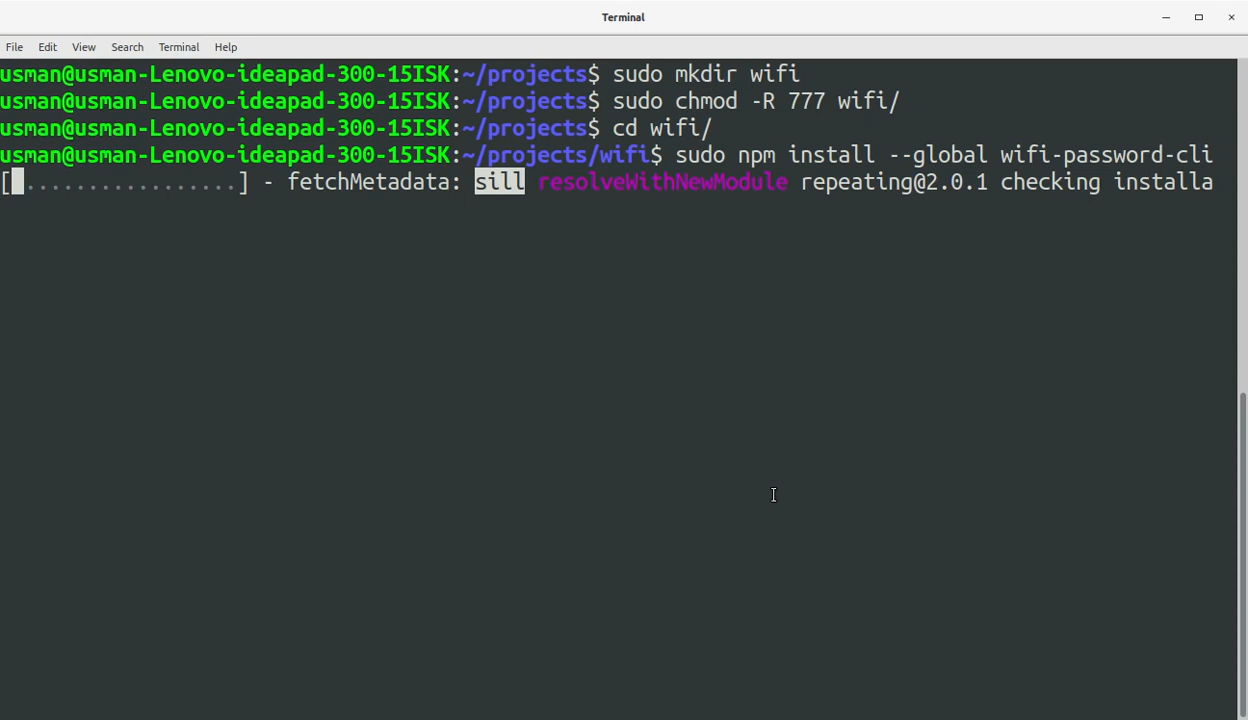 Terminal
File Edit View Search Terminal Help
usman@usman-Lenovo-ideapad-300-15ISK:~/projects$ sudo mkdir wifi
usman@usman-Lenovo-ideapad-300-15ISK:~/projects$ sudo chmod -R 777 wifi/
usman@usman-Lenovo-ideapad-300-15ISK:~/projects$ cd wifi/
usman@usman-Lenovo-ideapad-300-15ISK:~/projects/wifi$ sudo npm install --global wifi-password-cli
[ .................] - fetchMetadata: sill resolveWithNewModule repeating@2.0.1 checking installa